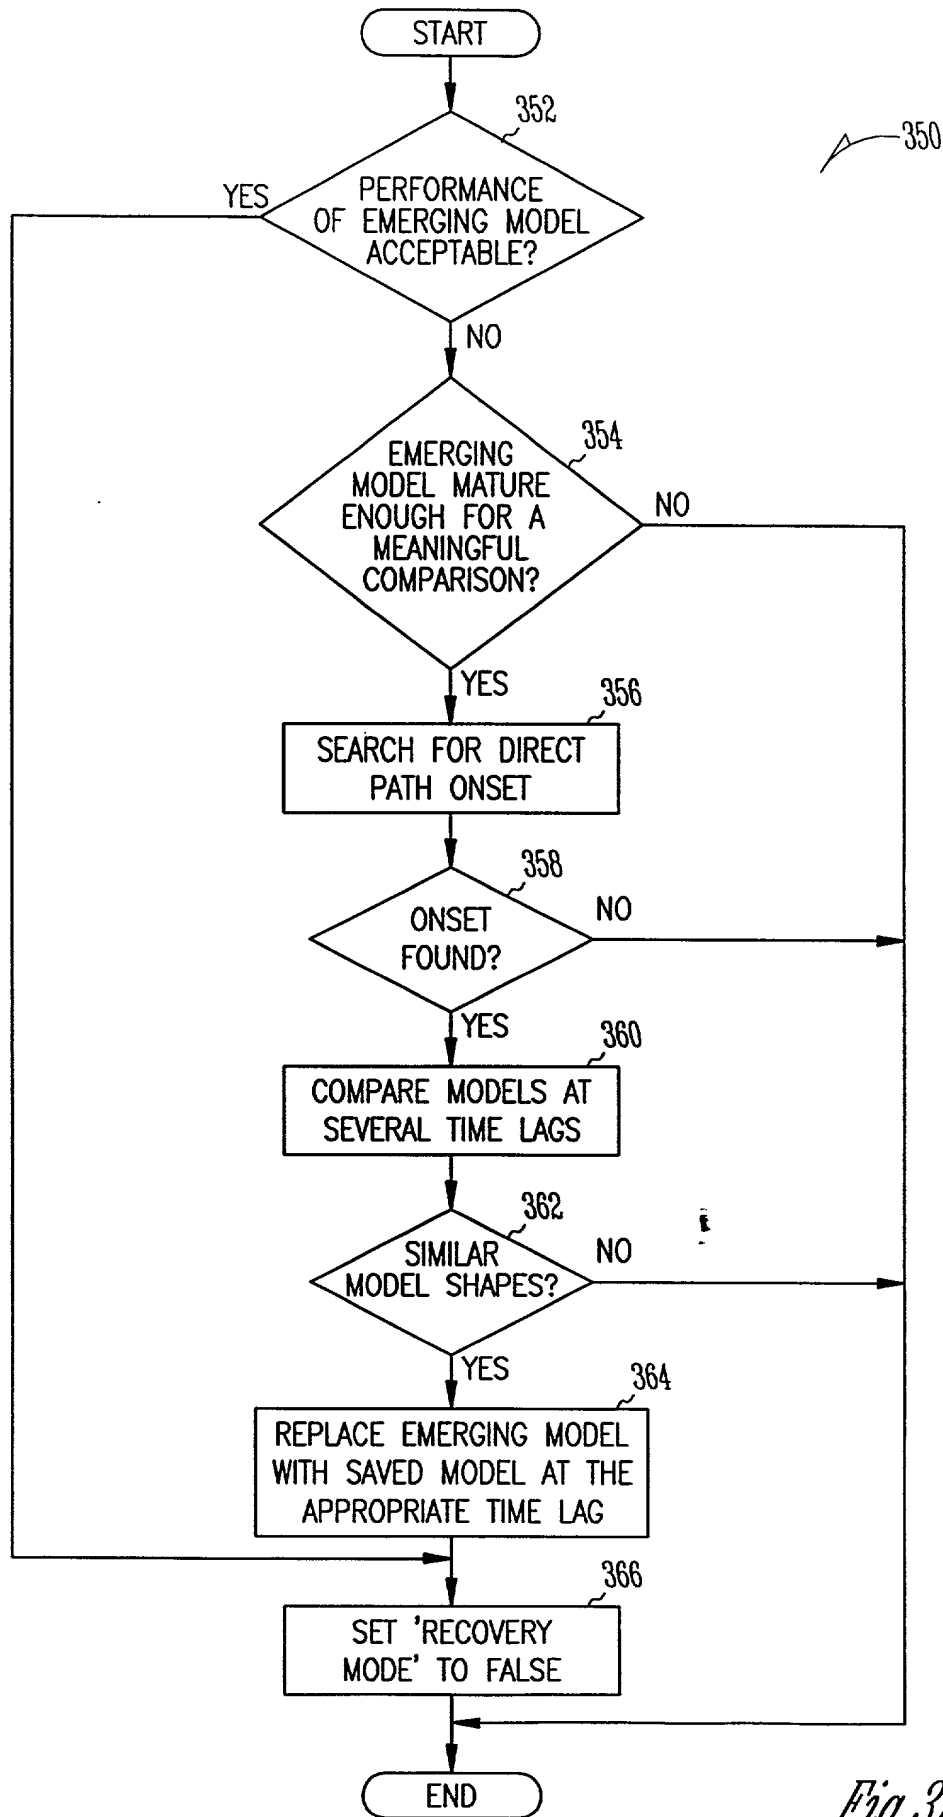 START
352
350
YES
PERFORMANCE
OF EMERGING MODEL
ACCEPTABLE?
NO
354
EMERGING
MODEL MATURE
ENOUGH FOR A
MEANINGFUL
COMPARISON?
NO
YES
356
SEARCH FOR DIRECT
PATH ONSET
358
ONSET
FOUND?
NO
YES
360
COMPARE MODELS AT
SEVERAL TIME LAGS
362
SIMILAR
MODEL SHAPES?
NO
YES
364
REPLACE EMERGING MODEL
WITH SAVED MODEL AT THE
APPROPRIATE TIME LAG
366
SET 'RECOVERY
MODE' TO FALSE
END